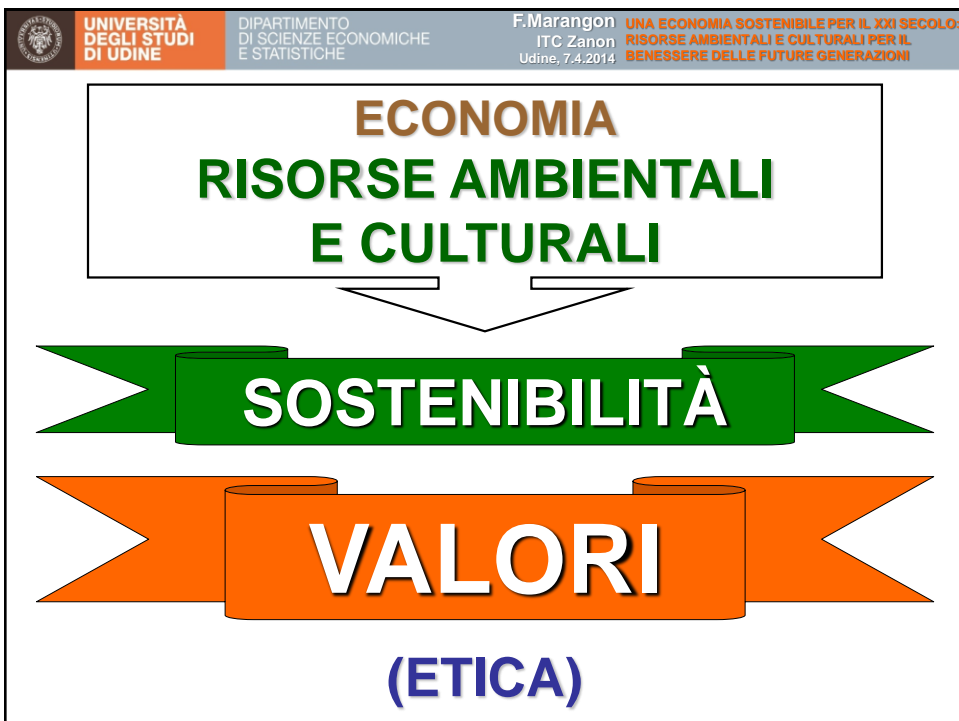 UNIVERSITÀ
DEGLI STUDI
DI UDINE
DIPARTIMENTO
DI SCIENZE ECONOMICHE
E STATISTICHE
F.Marangon
ITC Zanon
Udine, 7.4.2014
UNA ECONOMIA SOSTENIBILE PER IL XXI SECOLO:
RISORSE AMBIENTALI E CULTURALI PER IL
BENESSERE DELLE FUTURE GENERAZIONI
ECONOMIA
RISORSE AMBIENTALI
E CULTURALI
SOSTENIBILITÀ
VALORI
(ETICA)